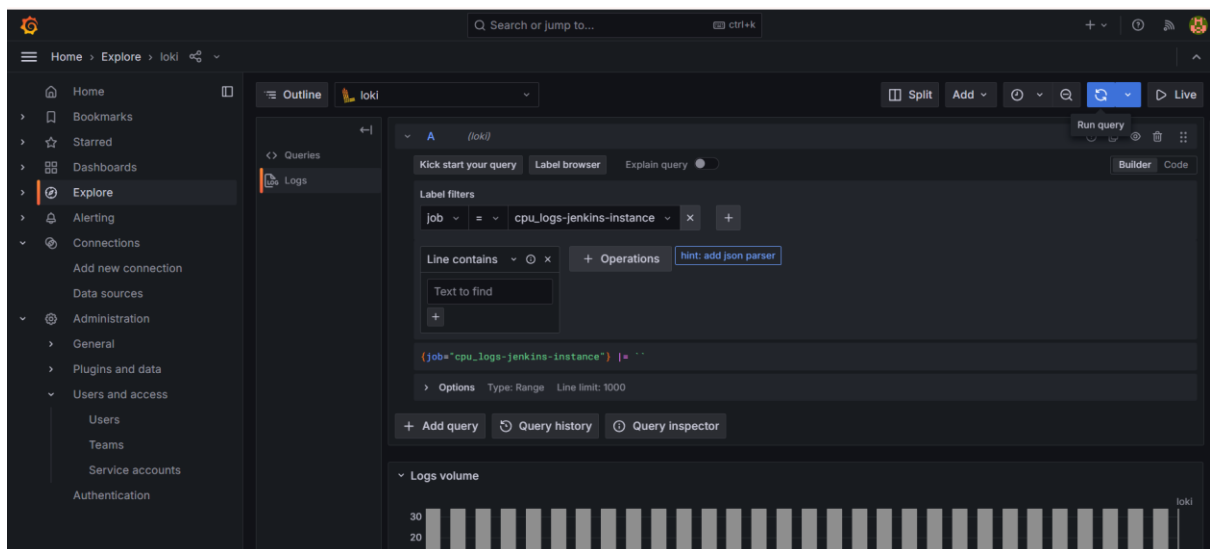 Search or jump to... ctrl+k
Home › Explore › loki
Home
Bookmarks
Starred
Dashboards
Explore
Alerting
Connections
Add new connection
Data sources
Administration
General
Plugins and data
Users and access
Users
Teams
Service accounts
Authentication
Outline loki Split Add Live
Run query
Queries
Logs
A (loki)
Kick start your query Label browser Explain query Builder Code
Label filters
job = cpu_logs-jenkins-instance
Line contains + Operations hint: add json parser
Text to find
{job="cpu_logs-jenkins-instance"} |= ``
Options Type: Range Line limit: 1000
+ Add query Query history Query inspector
Logs volume
loki
30
20